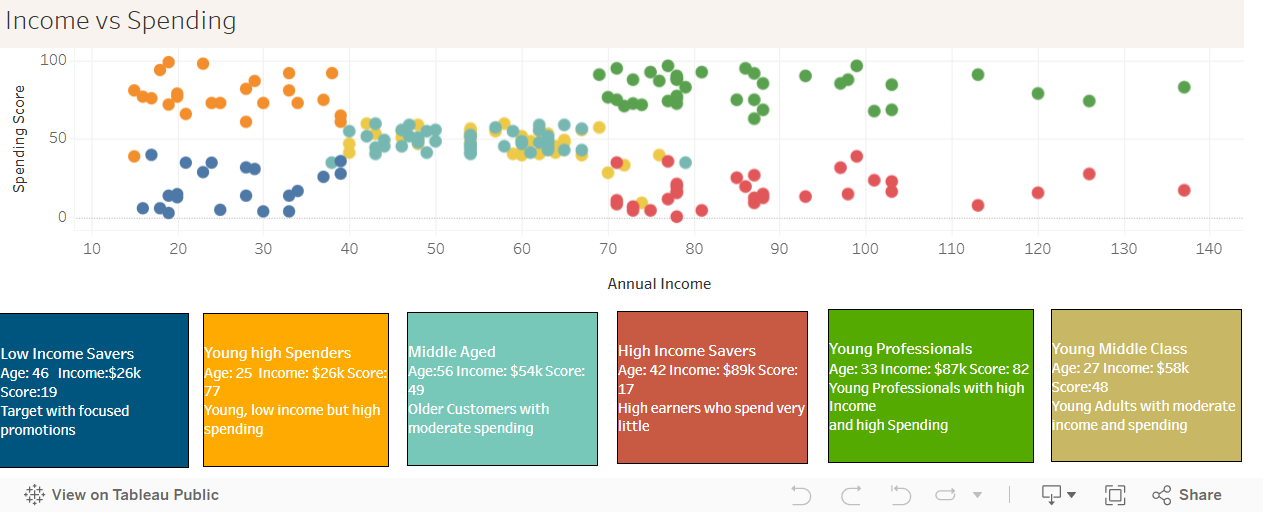 Income vs Spending
100
50
0
Spending Score
10 20 30 40 50 60 70 80 90 100 110 120 130 140
Annual Income
Low Income Savers
Age: 46 Income:$26k
Score:19
Target with focused
promotions
Young high Spenders
Age: 25 Income: $26k Score:
77
Young, low income but high
spending
Middle Aged
Age:56 Income: $54k Score:
49
Older Customers with
moderate spending
High Income Savers
Age: 42 Income: $89k Score:
17
High earners who spend very
little
Young Professionals
Age: 33 Income: $87k Score: 82
Young Professionals with high
Income
and high Spending
Young Middle Class
Age: 27 Income: $58k
Score:48
Young Adults with moderate
income and spending
View on Tableau Public
Share